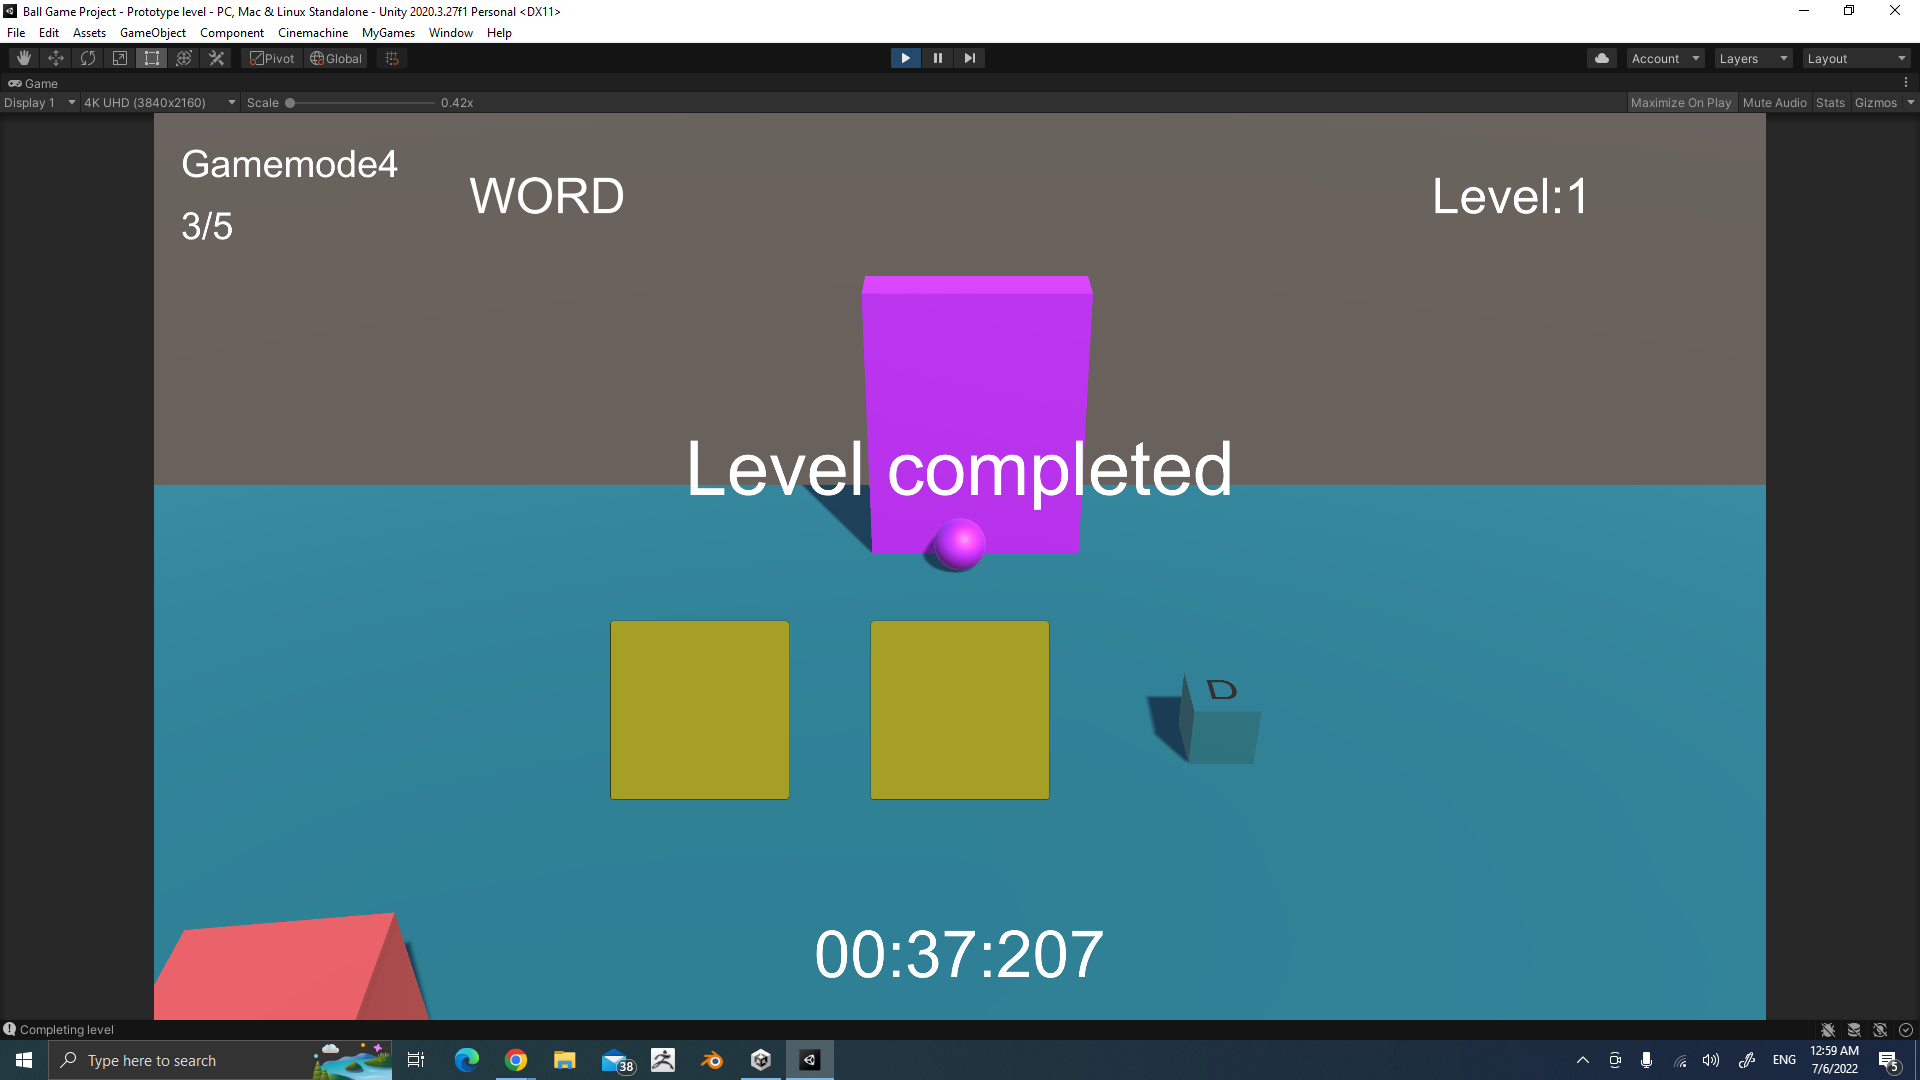 Ball Game Project - Prototype level - PC, Mac & Linux Standalone - Unity 2020.3.27f1 Personal <DX11>
File Edit Assets GameObject Component Cinemachine MyGames Window Help
Pivot Global Account Layers Layout
Game
Display 1 4K UHD (3840x2160) Scale 0.42x Maximize On Play Mute Audio Stats Gizmos
Gamemode4
WORD
Level:1
3/5
Level completed
D
00:37:207
Completing level
Type here to search
38
ENG
12:59 AM
7/6/2022
5